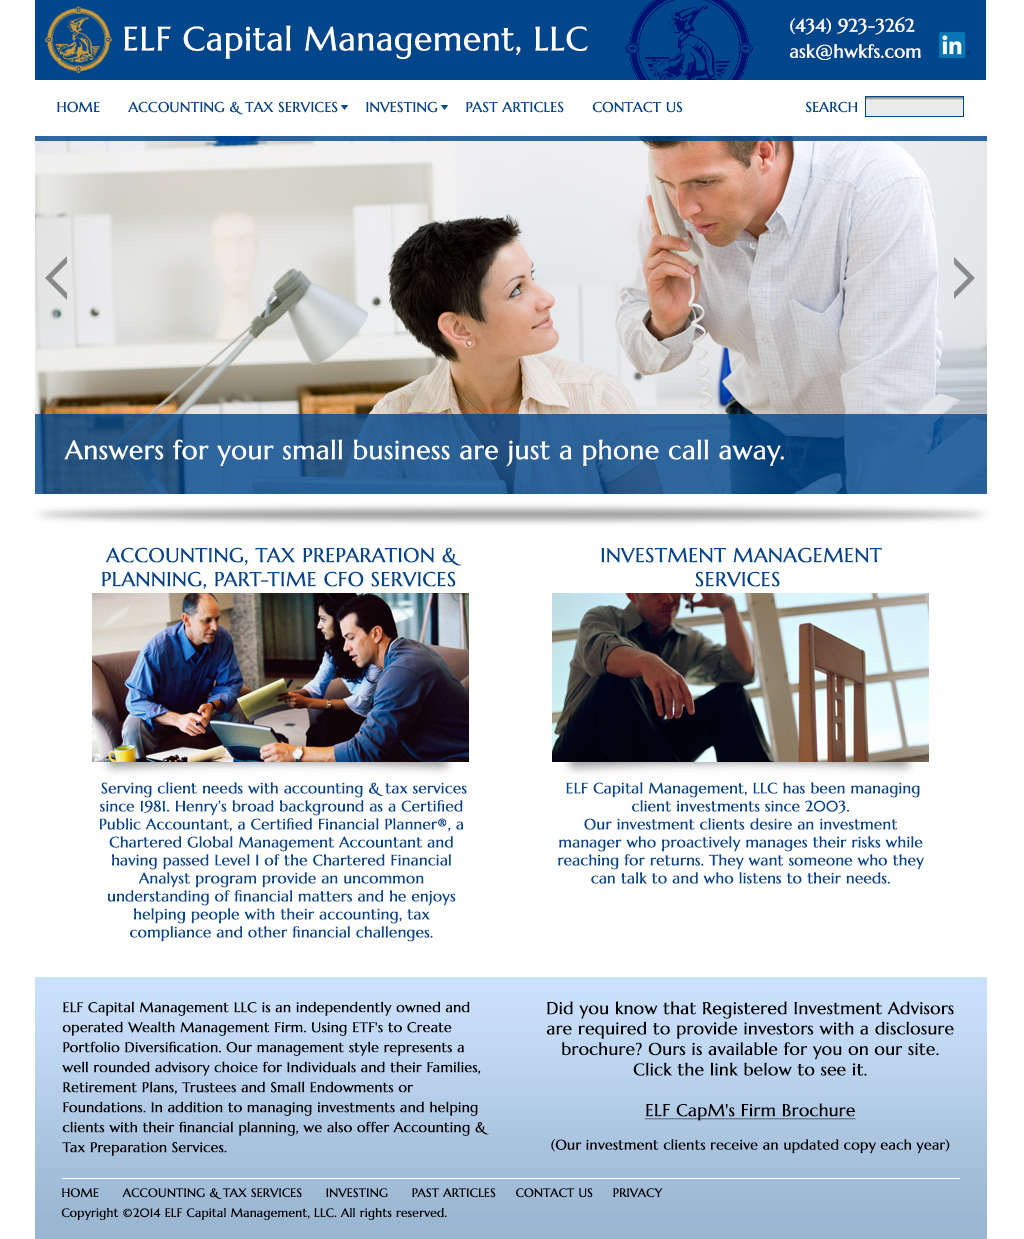 ELF Capital Management, LLC
(434) 923-3262
ask@hwkfs.com
in
HOME ACCOUNTING & TAX SERVICES INVESTING PAST ARTICLES CONTACT US SEARCH
Answers for your small business are just a phone call away.
ACCOUNTING, TAX PREPARATION &
PLANNING, PART-TIME CFO SERVICES
Serving client needs with accounting & tax services
since 1981. Henry's broad background as a Certified
Public Accountant, a Certified Financial Planner®, a
Chartered Global Management Accountant and
having passed Level I of the Chartered Financial
Analyst program provide an uncommon
understanding of financial matters and he enjoys
helping people with their accounting, tax
compliance and other financial challenges.
INVESTMENT MANAGEMENT
SERVICES
ELF Capital Management, LLC has been managing
client investments since 2003.
Our investment clients desire an investment
manager who proactively manages their risks while
reaching for returns. They want someone who they
can talk to and who listens to their needs.
ELF Capital Management LLC is an independently owned and
operated Wealth Management Firm. Using ETF's to Create
Portfolio Diversification. Our management style represents a
well rounded advisory choice for Individuals and their Families,
Retirement Plans, Trustees and Small Endowments or
Foundations. In addition to managing investments and helping
clients with their financial planning, we also offer Accounting &
Tax Preparation Services.
Did you know that Registered Investment Advisors
are required to provide investors with a disclosure
brochure? Ours is available for you on our site.
Click the link below to see it.
ELF CapM's Firm Brochure
(Our investment clients receive an updated copy each year)
HOME ACCOUNTING & TAX SERVICES INVESTING PAST ARTICLES CONTACT US PRIVACY
Copyright ©2014 ELF Capital Management, LLC. All rights reserved.